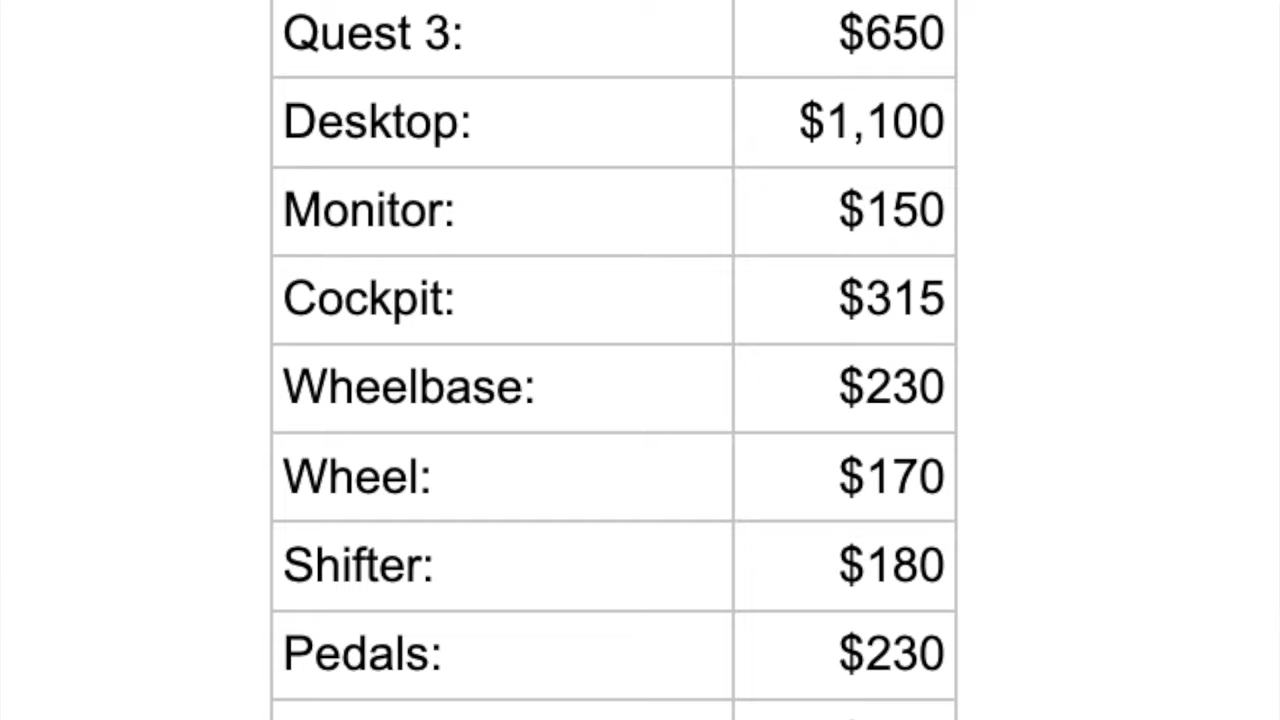 Quest 3: $650
Desktop: $1,100
Monitor: $150
Cockpit: $315
Wheelbase: $230
Wheel: $170
Shifter: $180
Pedals: $230